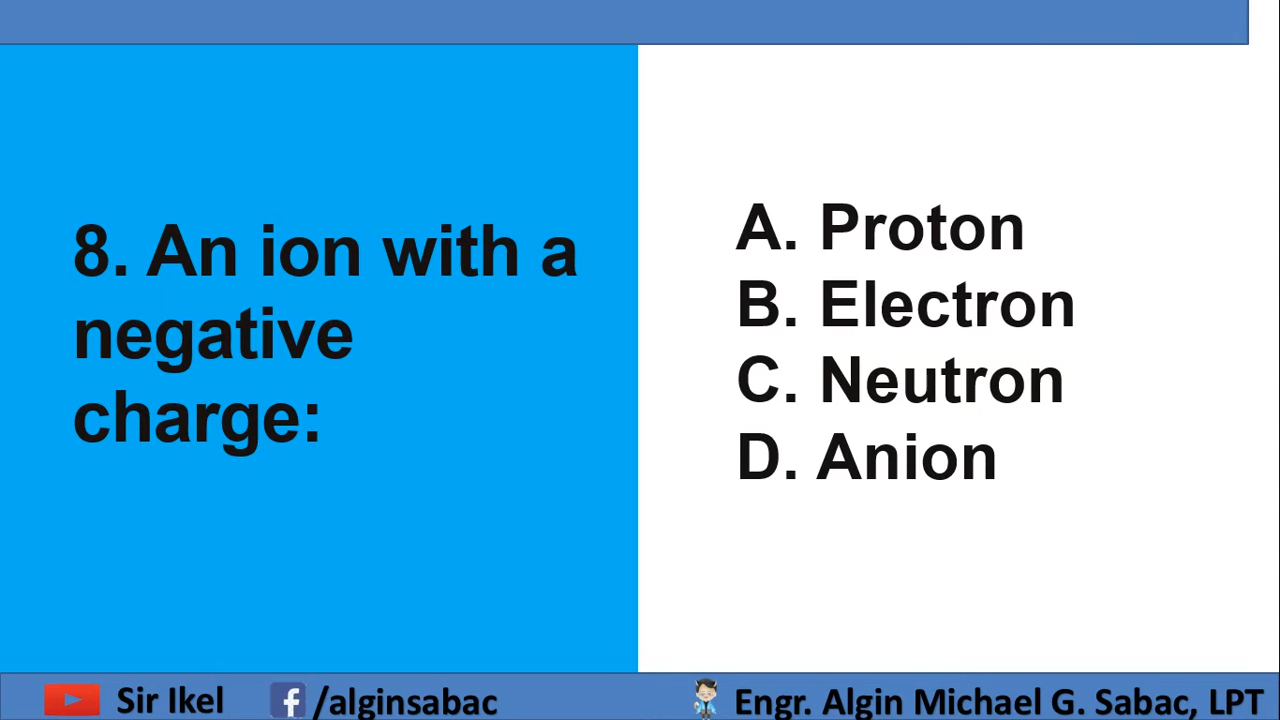 8. An ion with a
negative
charge:
A. Proton
B. Electron
C. Neutron
D. Anion
Sir Ikel
/alginsabac
Engr. Algin Michael G. Sabac, LPT